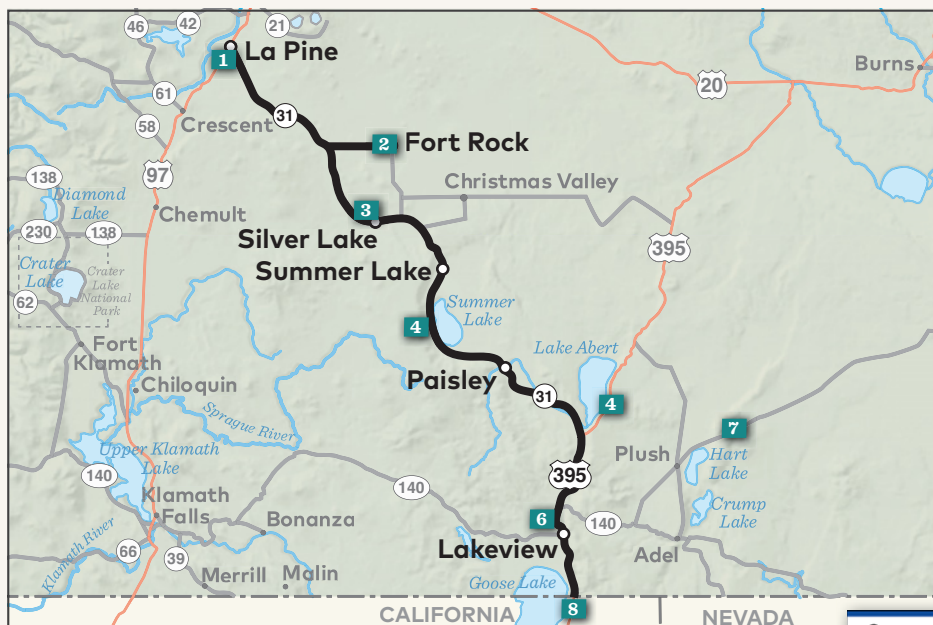 46
42
21
La Pine
1
20
Burns
61
31
Crescent
58
2
Fort Rock
97
138
Christmas Valley
Diamond
Lake
Chemult
3
230
138
Silver Lake
395
Crater
Lake
Crater
Lake
National
Park
Summer Lake
62
Summer
Lake
4
Fort
Klamath
Lake Abert
Paisley
Chiloquin
31
4
Sprague River
7
Upper Klamath
Lake
Plush
Hart
Lake
140
140
395
Klamath
Falls
Crump
Lake
Bonanza
6
140
Klamath River
66
39
Lakeview
Adel
Merrill
Malin
Goose Lake
8
CALIFORNIA
NEVADA